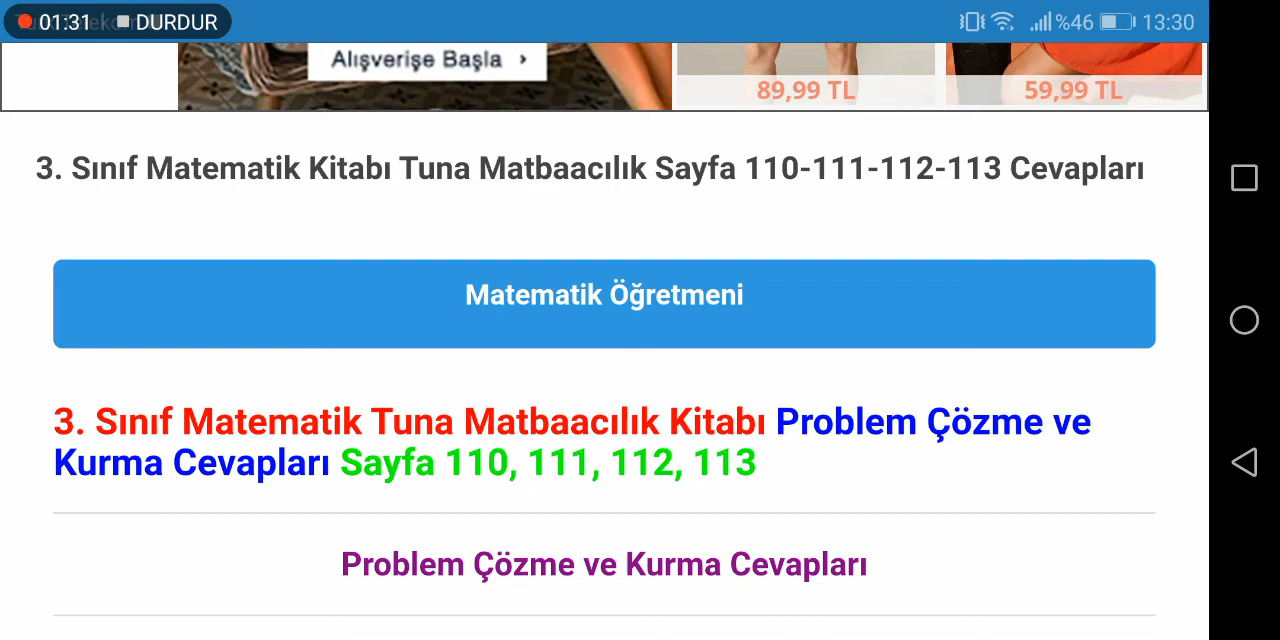 01:31 DURDUR %46 13:30
Alışverişe Başla ›
89,99 TL 59,99 TL
3. Sınıf Matematik Kitabı Tuna Matbaacılık Sayfa 110-111-112-113 Cevapları
Matematik Öğretmeni
3. Sınıf Matematik Tuna Matbaacılık Kitabı Problem Çözme ve
Kurma Cevapları Sayfa 110, 111, 112, 113
Problem Çözme ve Kurma Cevapları